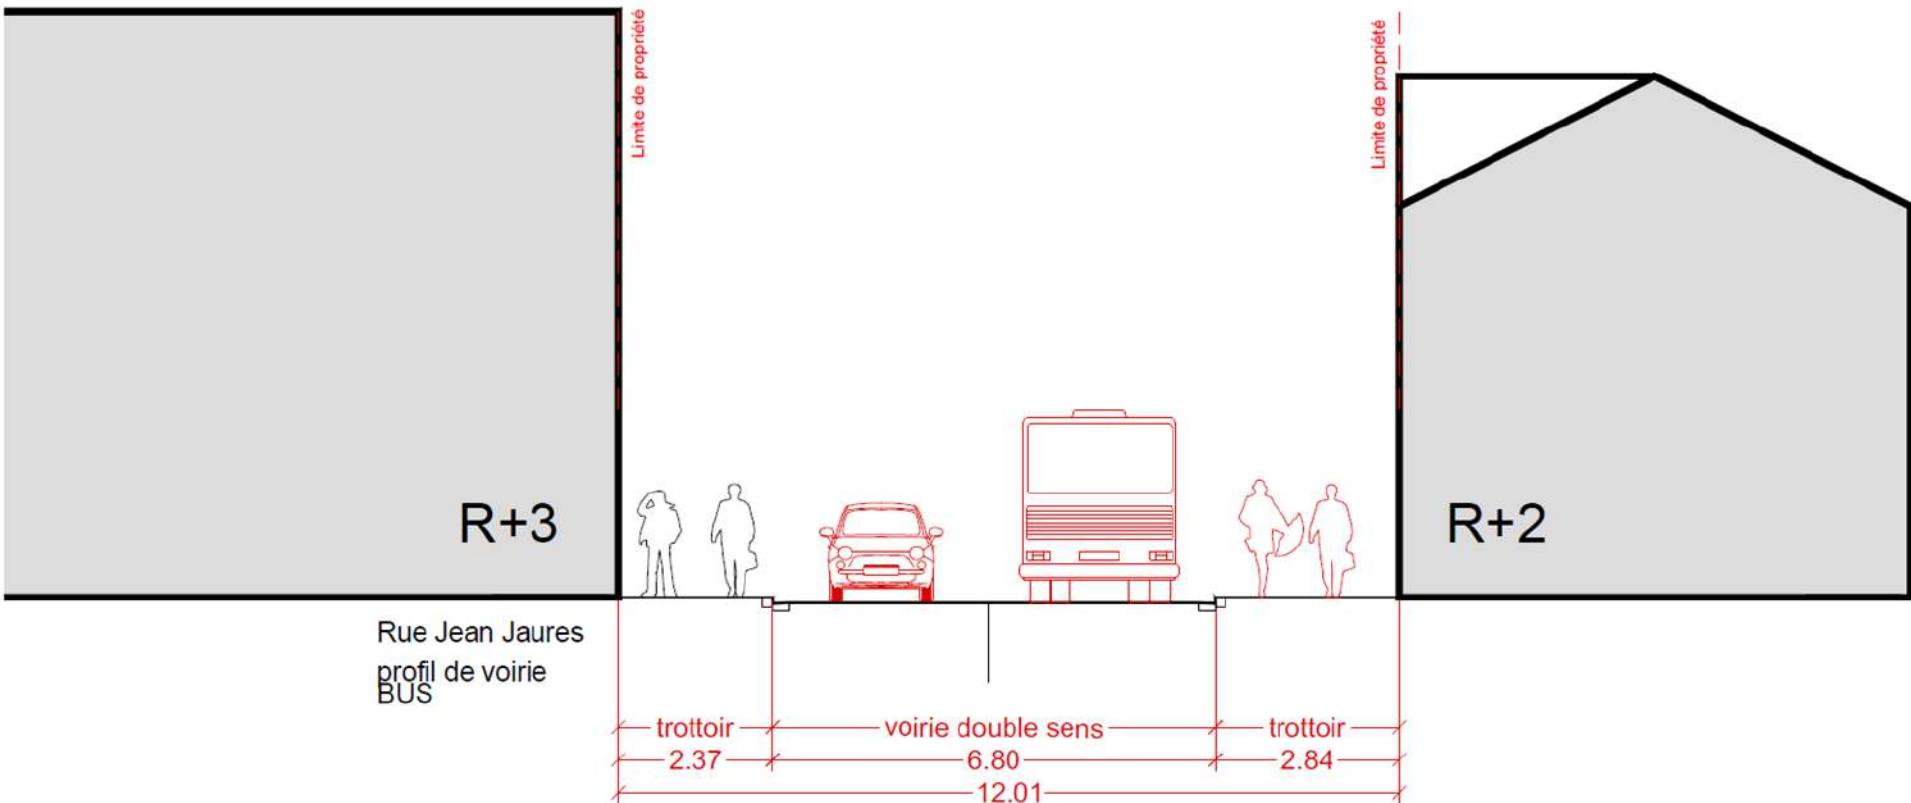 Limite de propriété
Limite de propriété
R+3
R+2
Rue Jean Jaures
profil de voirie
BUS
trottoir
voirie double sens
trottoir
2.37
6.80
2.84
12.01